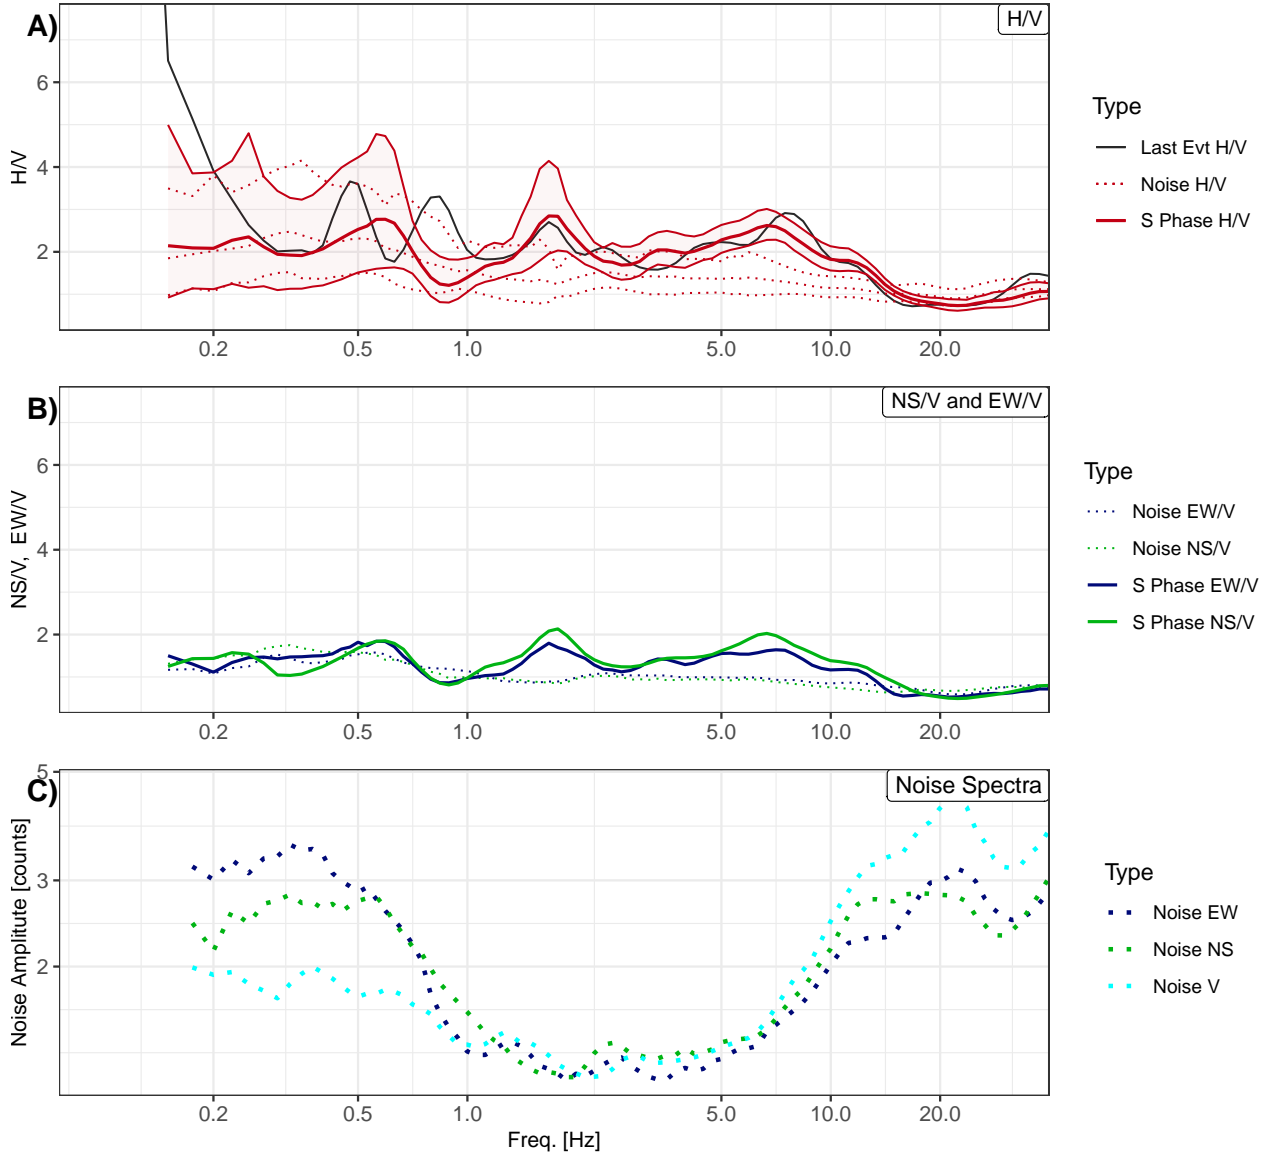 A)
H/V
H/V
6
4
2
0.2 0.5 1.0 5.0 10.0 20.0
Type
Last Evt H/V
Noise H/V
S Phase H/V
B)
NS/V and EW/V
NS/V, EW/V
6
4
2
0.2 0.5 1.0 5.0 10.0 20.0
Type
Noise EW/V
Noise NS/V
S Phase EW/V
S Phase NS/V
C)
Noise Spectra
Noise Amplitude [counts]
5
3
2
0.2 0.5 1.0 5.0 10.0 20.0
Freq. [Hz]
Type
Noise EW
Noise NS
Noise V